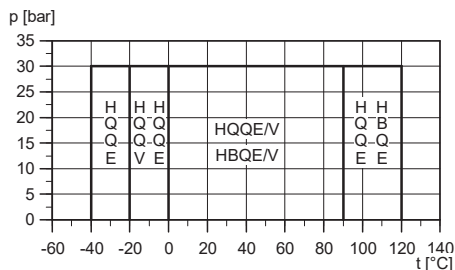 p [bar]
35
30
25
20
15
10
5
0
H H H H H
Q Q Q Q B
Q Q Q Q Q
E V E E E
HQQE/V
HBQE/V
-60 -40 -20 0 20 40 60 80 100 120 140
t [°C]